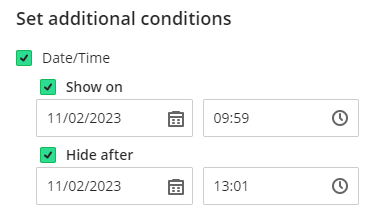 Set additional conditions
Date/Time
Show on
11/02/2023 09:59
Hide after
11/02/2023 13:01